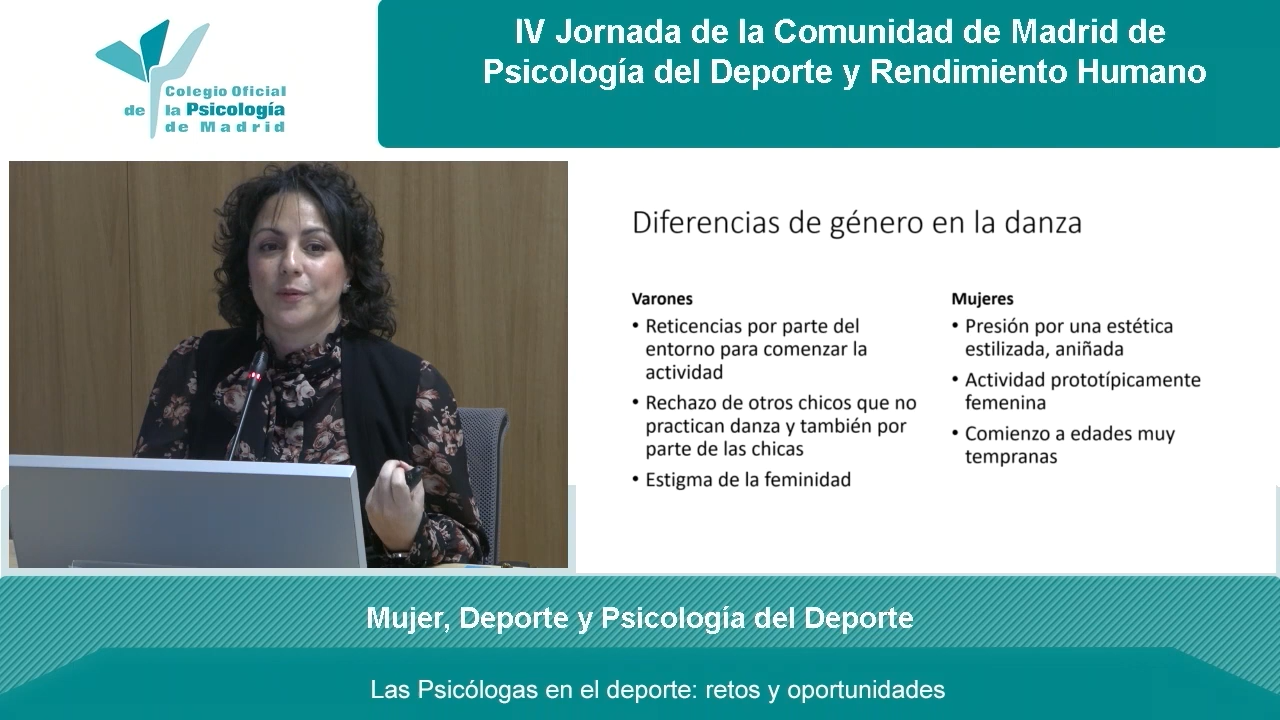 IV Jornada de la Comunidad de Madrid de
Psicología del Deporte y Rendimiento Humano
Colegio Oficial
de la Psicología
de Madrid
Diferencias de género en la danza
Varones
• Reticencias por parte del
entorno para comenzar la
actividad
• Rechazo de otros chicos que no
practican danza y también por
parte de las chicas
• Estigma de la feminidad
Mujeres
• Presión por una estética
estilizada, aniñada
• Actividad prototípicamente
femenina
• Comienzo a edades muy
tempranas
Mujer, Deporte y Psicología del Deporte
Las Psicólogas en el deporte: retos y oportunidades